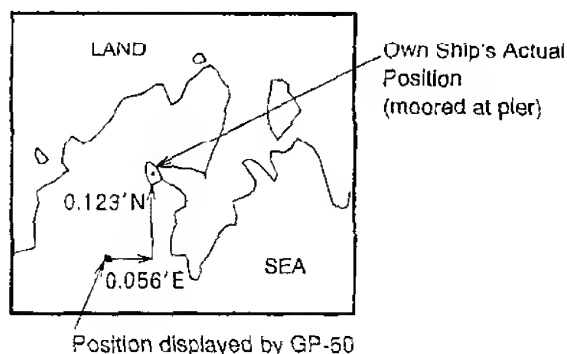 LAND
Own Ship's Actual
Position
(moored at pier)
0.123'N
0.056'E
SEA
Position displayed by GP-50